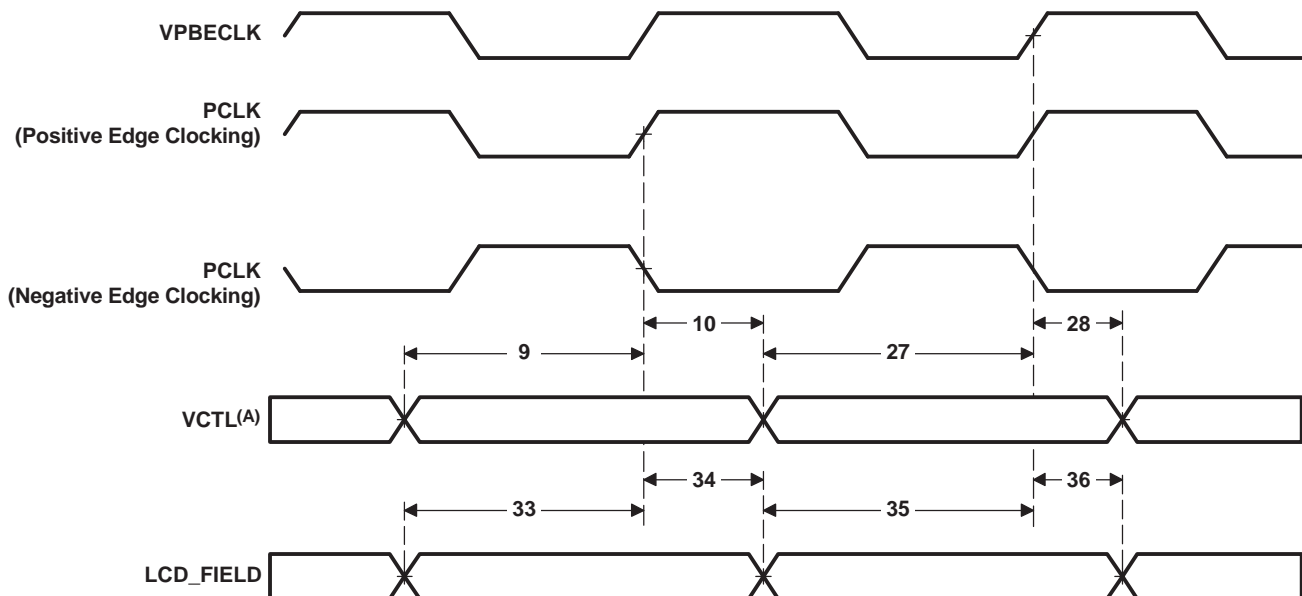 VPBECLK
PCLK
(Positive Edge Clocking)
PCLK
(Negative Edge Clocking)
10
28
9
27
VCTL(A)
34
36
33
35
LCD_FIELD